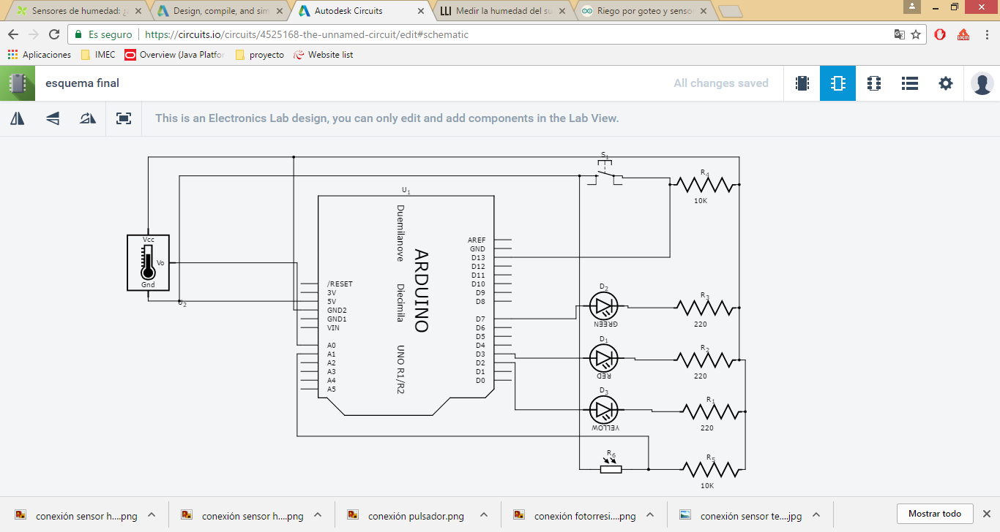 Sensores de humedad: ¿
Design, compile, and sim
Autodesk Circuits
Medir la humedad del su
Riego por goteo y senso
Es seguro
https://circuits.io/circuits/4525168-the-unnamed-circuit/edit#schematic
Aplicaciones
IMEC
Overview (Java Platfor
proyecto
Website list
esquema final
All changes saved
This is an Electronics Lab design, you can only edit and add components in the Lab View.
S1
R4
10K
U1
Duemilanove
Diecimila
UNO R1/R2
ARDUINO
Vcc
Vo
Gnd
U2
/RESET
3V
5V
GND2
GND1
VIN
A0
A1
A2
A3
A4
A5
AREF
GND
D13
D12
D11
D10
D9
D8
D7
D6
D5
D4
D3
D2
D1
D0
D2
GREEN
R3
220
D1
RED
R2
220
D3
YELLOW
R1
220
R6
R5
10K
conexión sensor h....png
conexión sensor h....png
conexión pulsador.png
conexión fotorresi....png
conexión sensor te....jpg
Mostrar todo